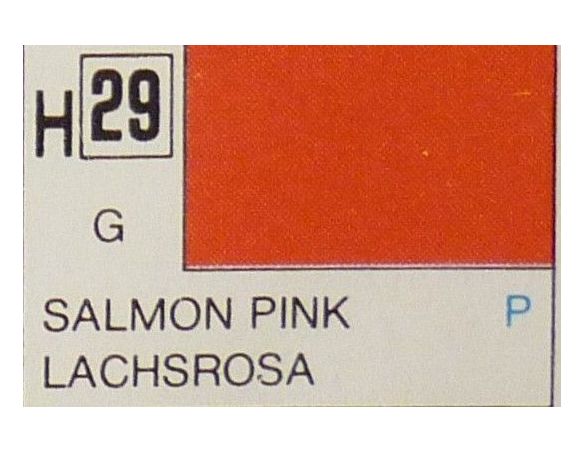 H 29
G
SALMON PINK P
LACHSROSA